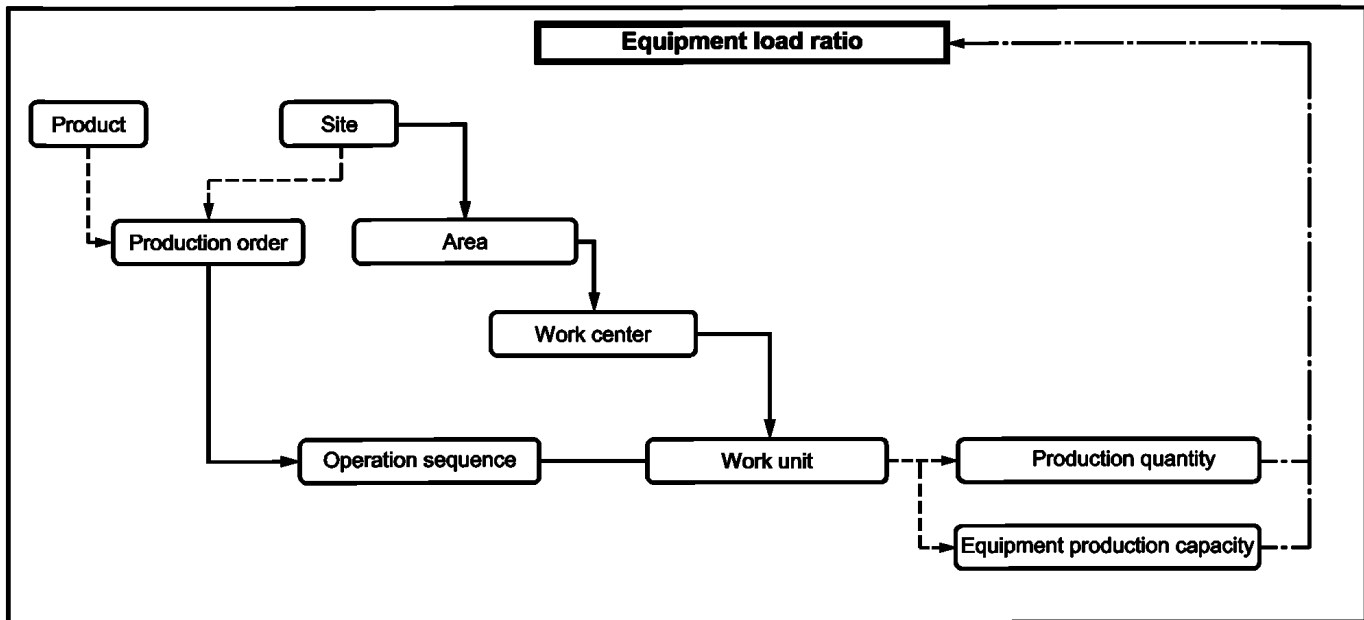 Equipment load ratio
Product
Site
Production order
Area
Work center
Operation sequence
Work unit
Production quantity
Equipment production capacity